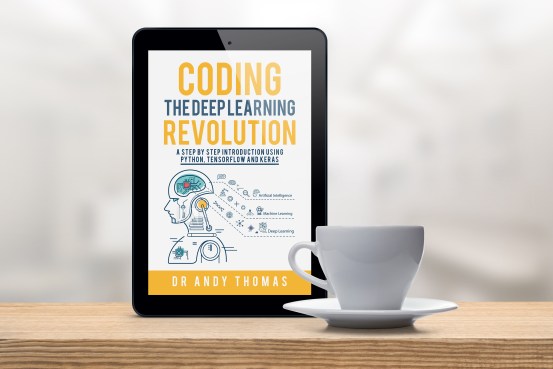 CODING
THE DEEP LEARNING
REVOLUTION
A STEP BY STEP INTRODUCTION USING
PYTHON, TENSORFLOW AND KERAS
Artificial Intelligence
Machine Learning
Deep Learning
DR ANDY THOMAS